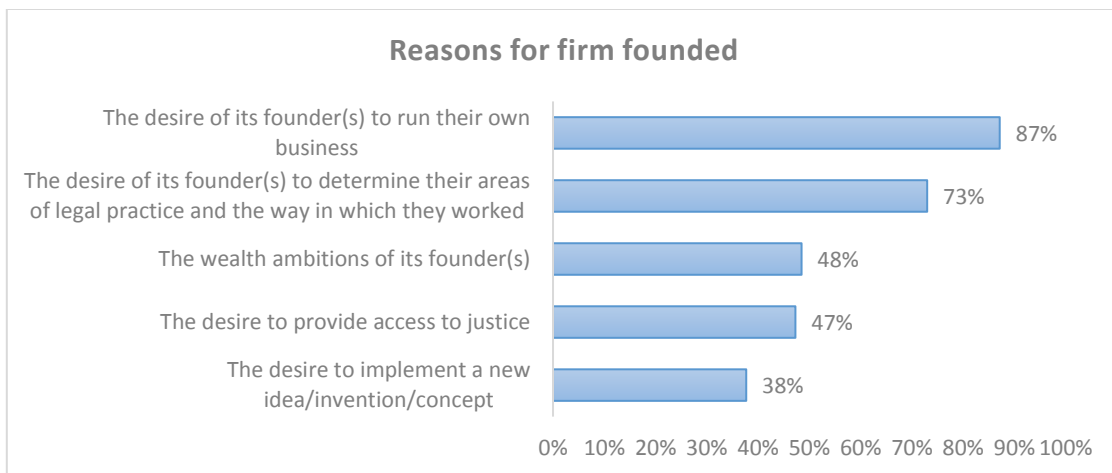 Reasons for firm founded
The desire of its founder(s) to run their own
business
87%
The desire of its founder(s) to determine their areas
of legal practice and the way in which they worked
73%
The wealth ambitions of its founder(s)
48%
The desire to provide access to justice
47%
The desire to implement a new
idea/invention/concept
38%
0% 10% 20% 30% 40% 50% 60% 70% 80% 90% 100%